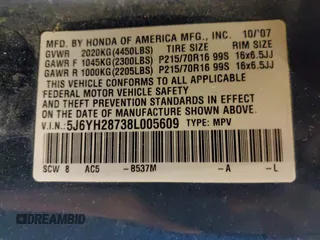 MFD. BY HONDA OF AMERICA MFG., INC. 10/'07
GVWR 2020KG(4450LBS) TIRE SIZE RIM SIZE
GAWR F 1045KG(2300LBS) P215/70R16 99S 16x6.5JJ
GAWR R 1000KG(2205LBS) P215/70R16 99S 16x6.5JJ
THIS VEHICLE CONFORMS TO ALL APPLICABLE
FEDERAL MOTOR VEHICLE SAFETY
AND THEFT PREVENTION STANDARDS IN EFFECT ON
THE DATE OF MANUFACTURE SHOWN ABOVE.
V.I.N: 5J6YH28738L005609 TYPE: MPV
SCW 8 AC5 -8537M -A -L
DREAMBID